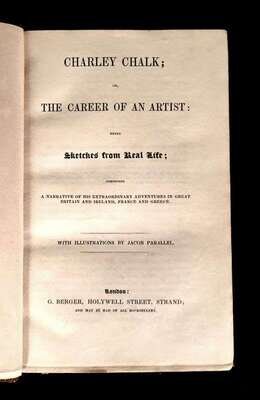 CHARLEY CHALK;
OR,
THE CAREER OF AN ARTIST:
BEING
Sketches from Real Life;
COMPRISING
A NARRATIVE OF HIS EXTRAORDINARY ADVENTURES IN GREAT
BRITAIN AND IRELAND, FRANCE AND GREECE.
WITH ILLUSTRATIONS BY JACOB PARALLEL.
London:
G. BERGER, HOLYWELL STREET, STRAND;
AND MAY BE HAD OF ALL BOOKSELLERS.